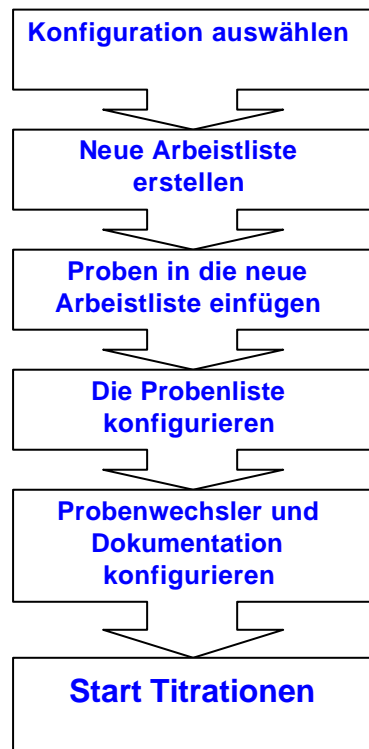 Konfiguration auswählen
Neue Arbeistliste
erstellen
Proben in die neue
Arbeistliste einfügen
Die Probenliste
konfigurieren
Probenwechsler und
Dokumentation
konfigurieren
Start Titrationen